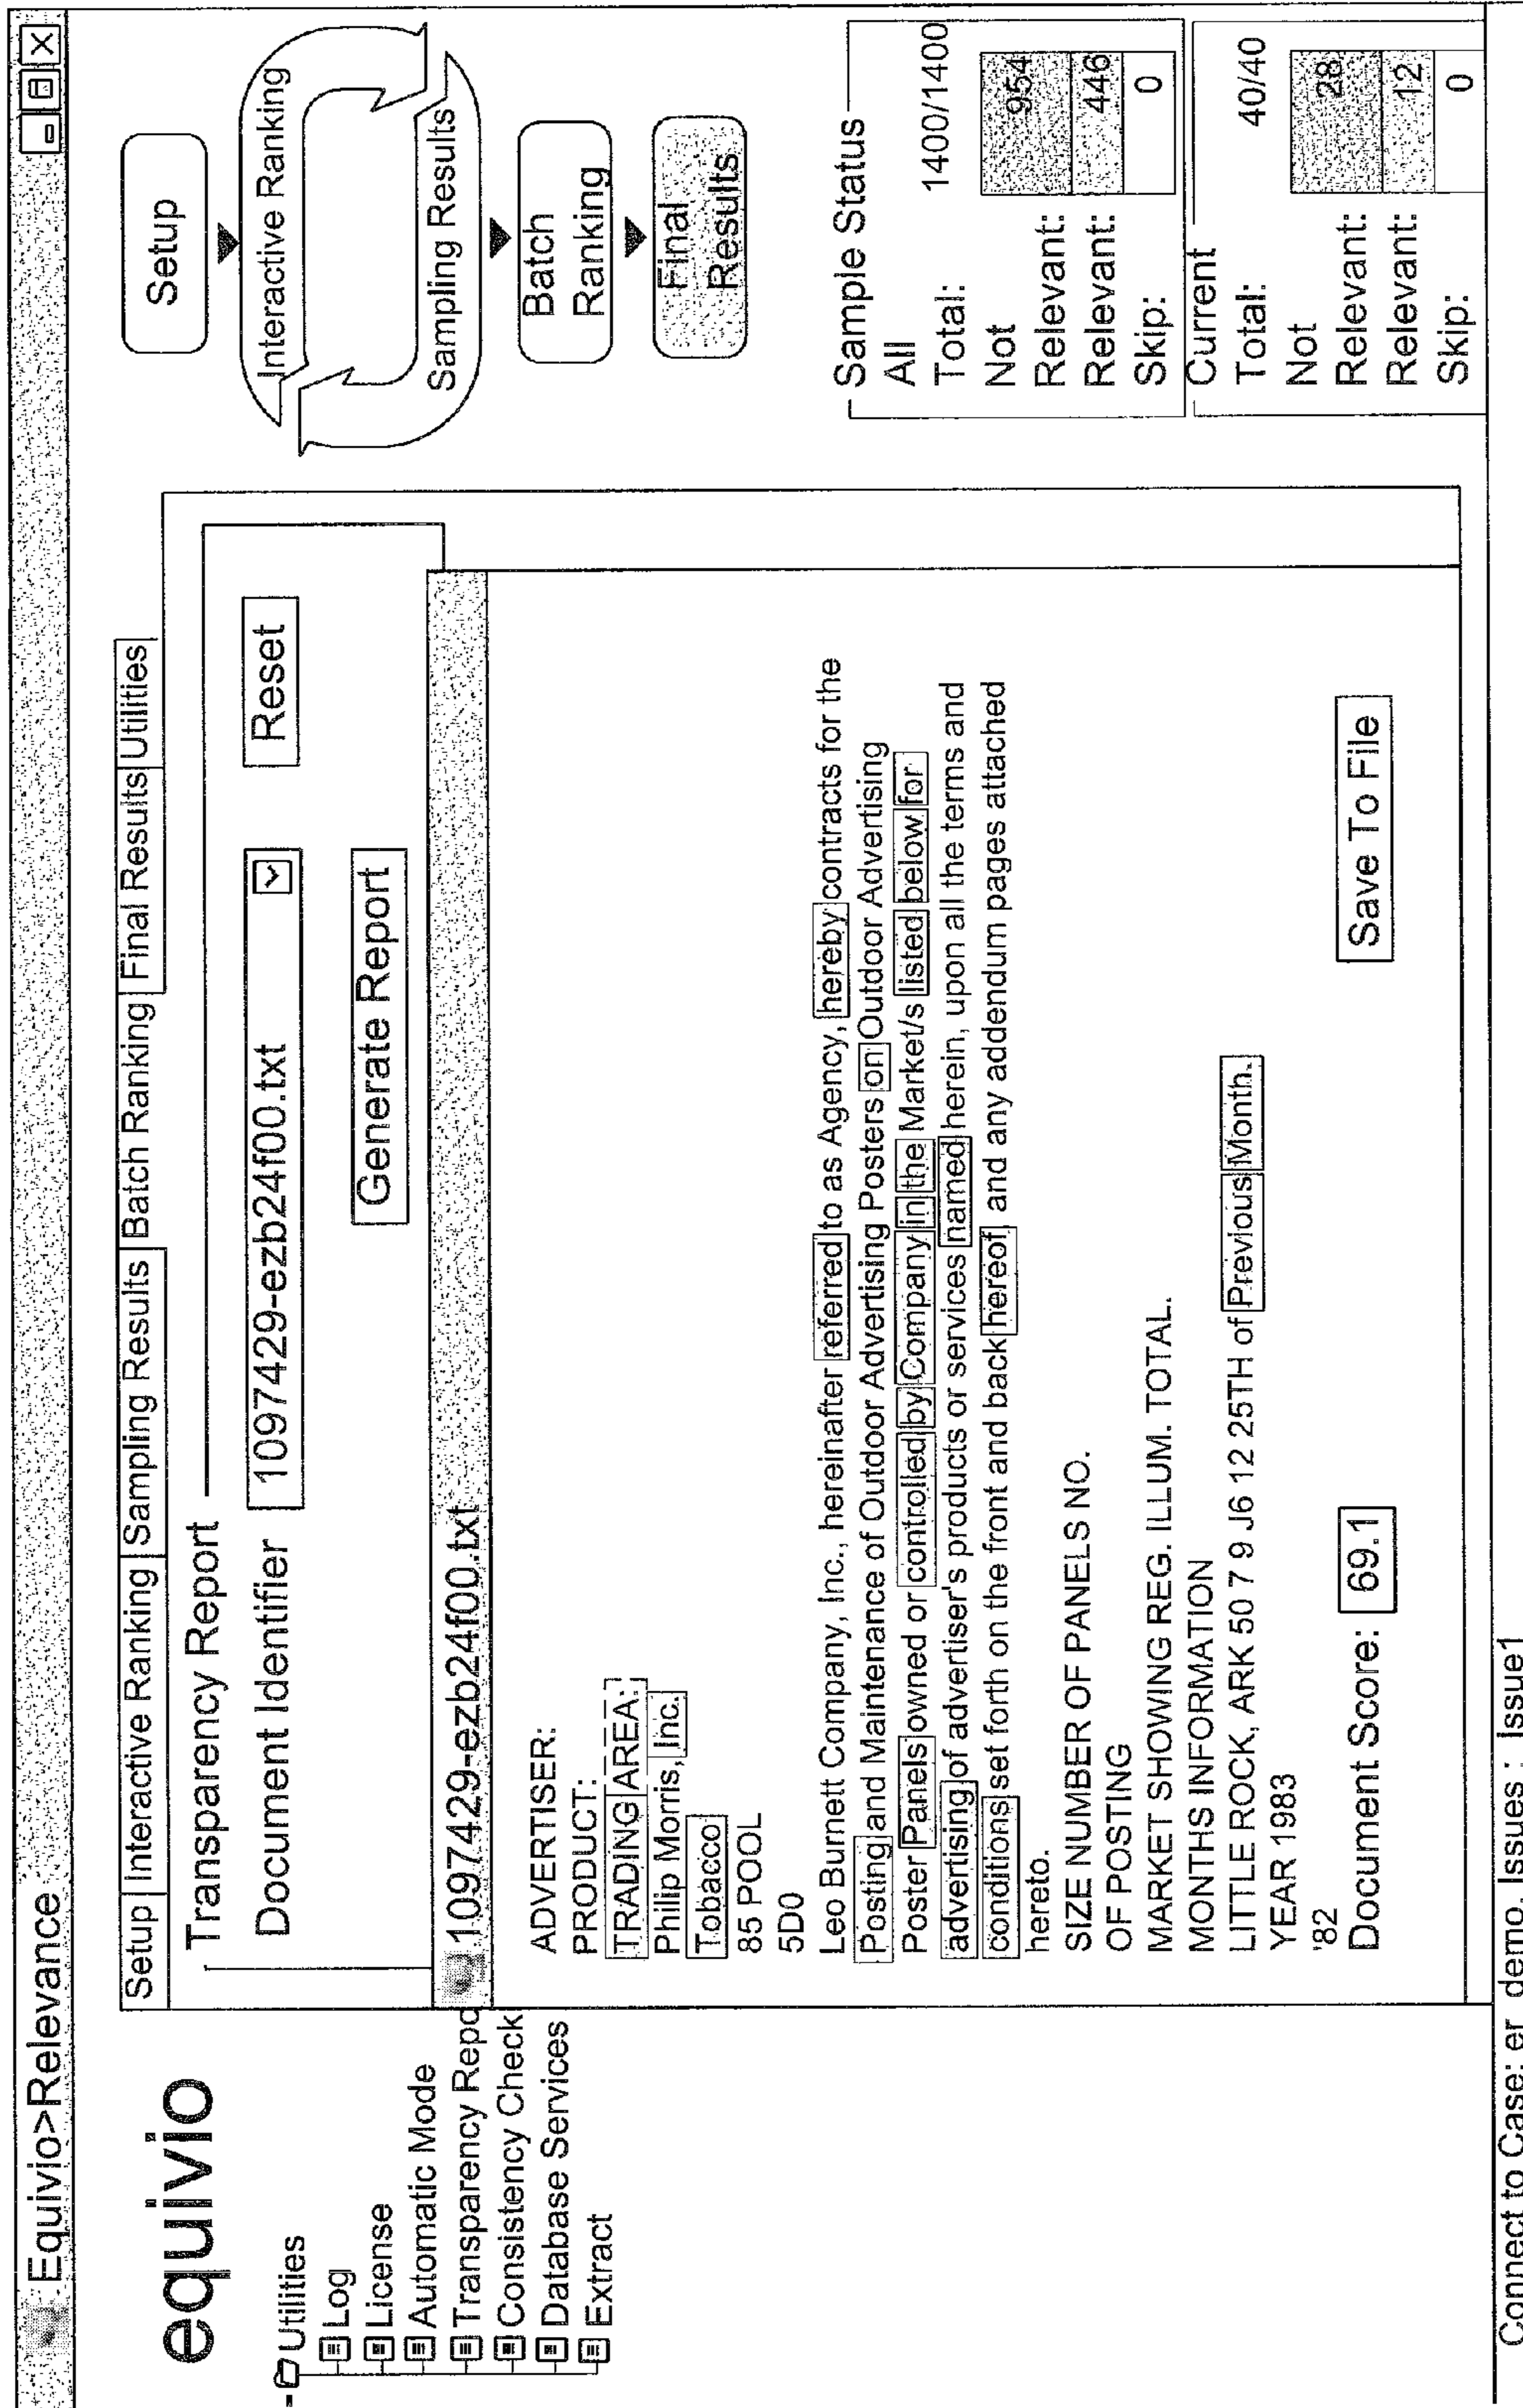 Equivio>Relevance
equivio
Utilities
Log
License
Automatic Mode
Transparency Repo
Consistency Check
Database Services
Extract
Setup Interactive Ranking Sampling Results Batch Ranking Final Results Utilities
Transparency Report
Document Identifier 1097429-ezb24f00.txt Reset
Generate Report
1097429-ezb24f00.txt
ADVERTISER:
PRODUCT:
TRADING AREA:
Philip Morris, Inc.
Tobacco
85 POOL
5D0
Leo Burnett Company, Inc., hereinafter referred to as Agency, hereby contracts for the
Posting and Maintenance of Outdoor Advertising Posters on Outdoor Advertising
Poster Panels owned or controlled by Company in the Market/s listed below for
advertising of advertiser's products or services named herein, upon all the terms and
conditions set forth on the front and back hereof, and any addendum pages attached
hereto.
SIZE NUMBER OF PANELS NO.
OF POSTING
MARKET SHOWING REG. ILLUM. TOTAL.
MONTHS INFORMATION
LITTLE ROCK, ARK 50 7 9 J6 12 25TH of Previous Month.
YEAR 1983
'82
Document Score: 69.1 Save To File
Setup
Interactive Ranking
Sampling Results
Batch
Ranking
Final
Results
Sample Status
All
Total: 1400/1400
Not
Relevant: 954
Relevant: 446
Skip: 0
Current
Total: 40/40
Not
Relevant: 28
Relevant: 12
Skip: 0
Connect to Case: er_demo, Issues : issue1